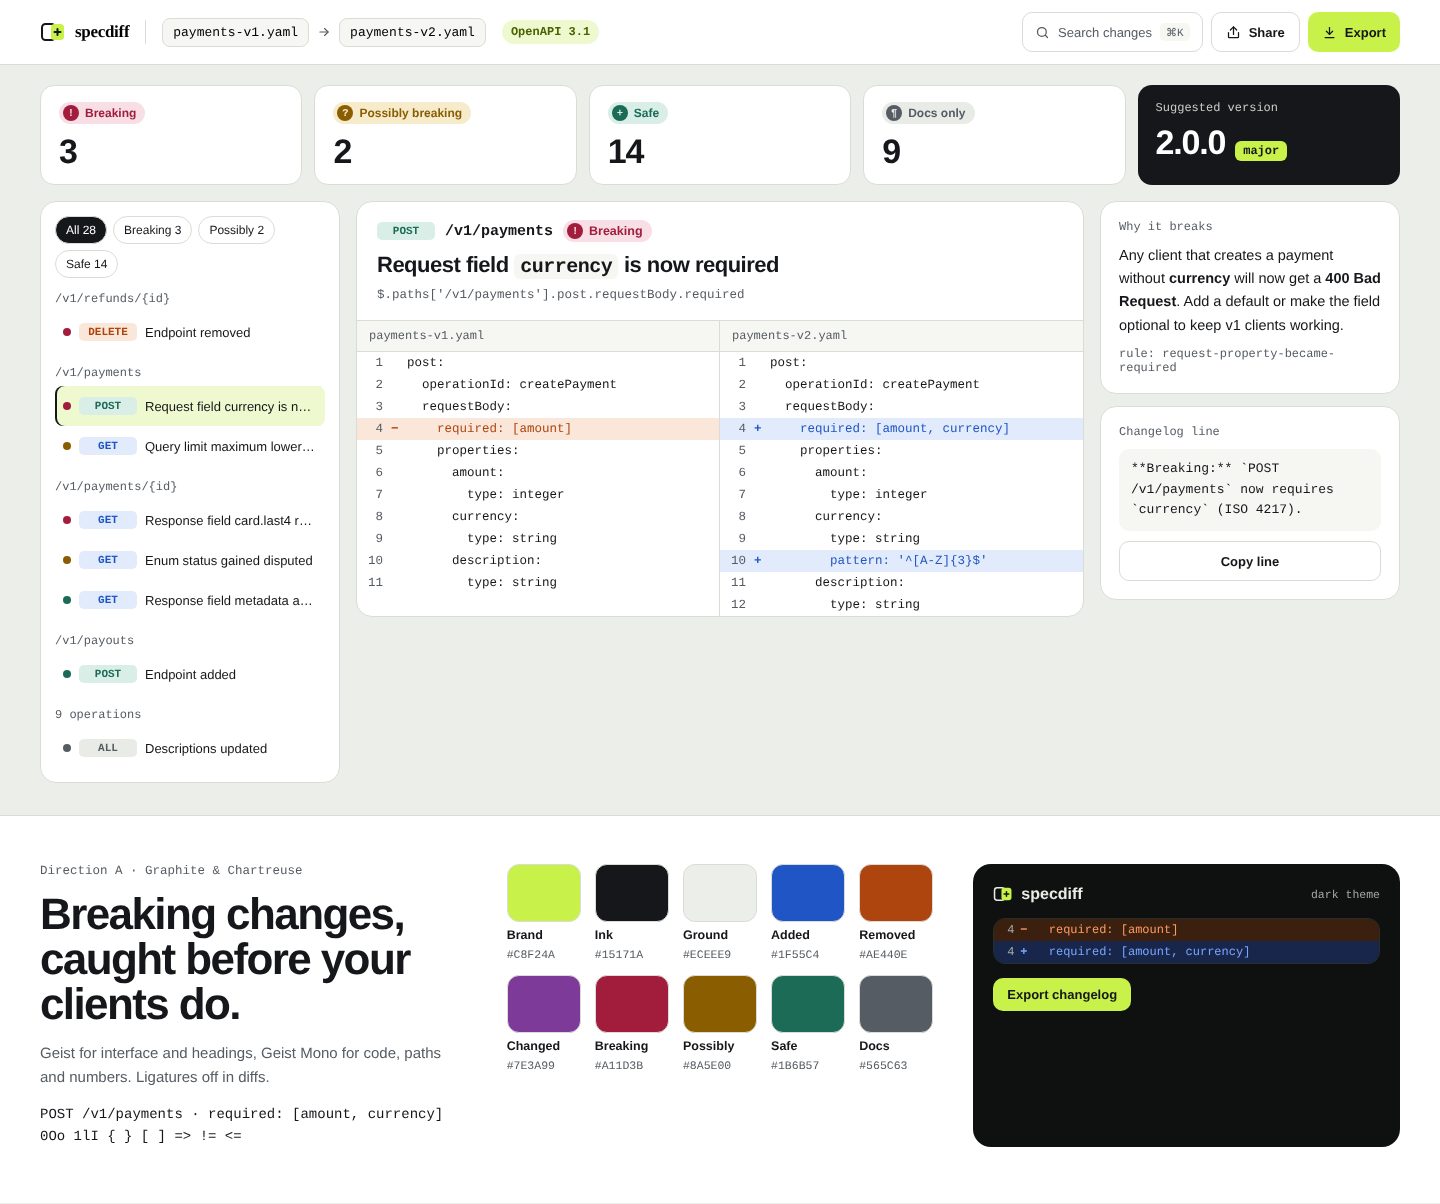 specdiff
payments-v1.yaml → payments-v2.yaml
OpenAPI 3.1
Search changes ⌘K
Share
Export
! Breaking
3
? Possibly breaking
2
+ Safe
14
¶ Docs only
9
Suggested version
2.0.0 major
All 28
Breaking 3
Possibly 2
Safe 14
/v1/refunds/{id}
DELETE Endpoint removed
/v1/payments
POST Request field currency is n…
GET Query limit maximum lower…
/v1/payments/{id}
GET Response field card.last4 r…
GET Enum status gained disputed
GET Response field metadata a…
/v1/payouts
POST Endpoint added
9 operations
ALL Descriptions updated
POST /v1/payments ! Breaking
Request field currency is now required
$.paths['/v1/payments'].post.requestBody.required
payments-v1.yaml
1 post:
2 operationId: createPayment
3 requestBody:
4 − required: [amount]
5 properties:
6 amount:
7 type: integer
8 currency:
9 type: string
10 description:
11 type: string
payments-v2.yaml
1 post:
2 operationId: createPayment
3 requestBody:
4 + required: [amount, currency]
5 properties:
6 amount:
7 type: integer
8 currency:
9 type: string
10 + pattern: '^[A-Z]{3}$'
11 description:
12 type: string
Why it breaks
Any client that creates a payment
without currency will now get a 400 Bad
Request. Add a default or make the field
optional to keep v1 clients working.
rule: request-property-became-
required
Changelog line
**Breaking:** `POST
/v1/payments` now requires
`currency` (ISO 4217).
Copy line
Direction A · Graphite & Chartreuse
Breaking changes,
caught before your
clients do.
Geist for interface and headings, Geist Mono for code, paths
and numbers. Ligatures off in diffs.
POST /v1/payments · required: [amount, currency]
0Oo 1lI { } [ ] => != <=
Brand
#C8F24A
Ink
#15171A
Ground
#ECEEE9
Added
#1F55C4
Removed
#AE440E
Changed
#7E3A99
Breaking
#A11D3B
Possibly
#8A5E00
Safe
#1B6B57
Docs
#565C63
specdiff
dark theme
4 − required: [amount]
4 + required: [amount, currency]
Export changelog